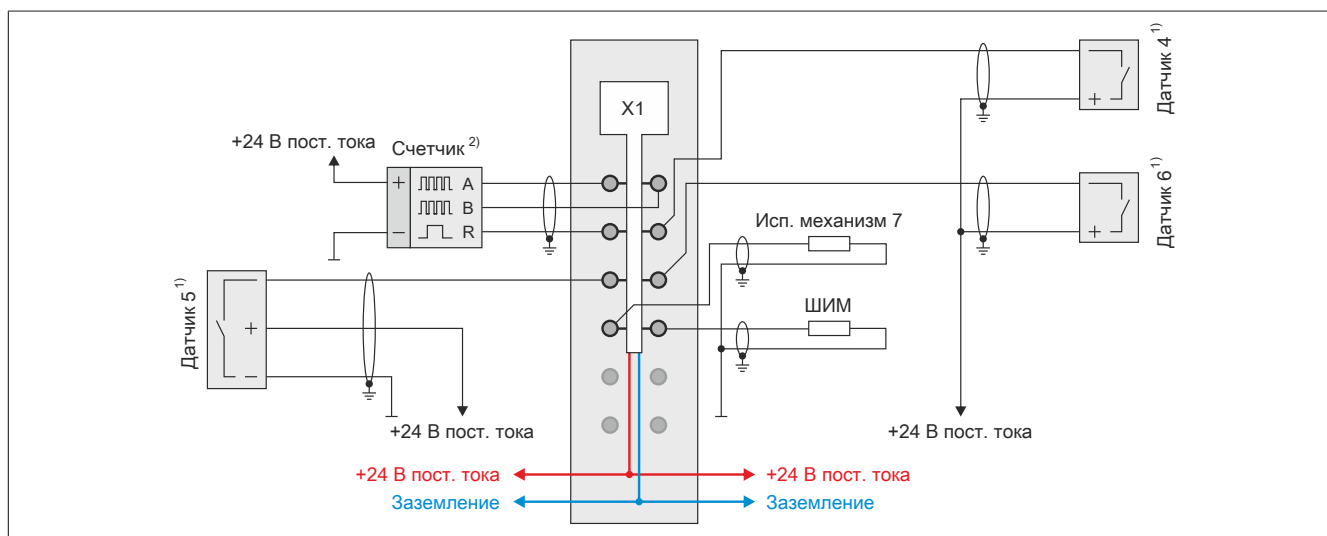 X1
Датчик 4 1)
+24 В пост. тока
Счетчик 2)
+ A
B
– R
Датчик 6 1)
+
+
Исп. механизм 7
Датчик 5 1)
+
–
ШИМ
+24 В пост. тока
+24 В пост. тока
+24 В пост. тока
+24 В пост. тока
Заземление
Заземление